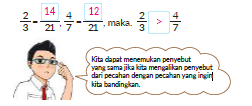 2/3 = 14/21, 4/7 = 12/21, maka. 2/3 > 4/7
Kita dapat menemukan penyebut
yang sama jika kita mengalikan penyebut
dari pecahan dengan pecahan yang ingin
kita bandingkan.